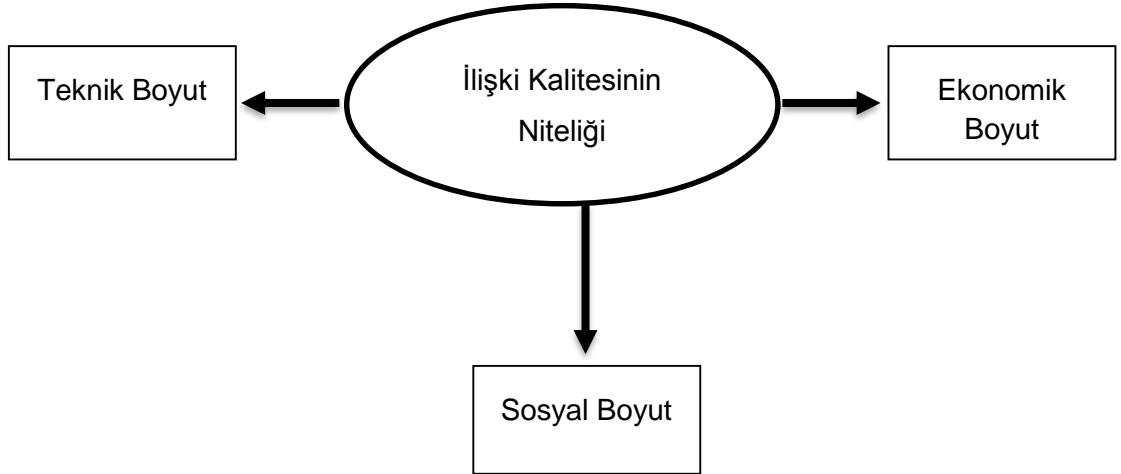 Teknik Boyut
İlişki Kalitesinin
Niteliği
Ekonomik
Boyut
Sosyal Boyut